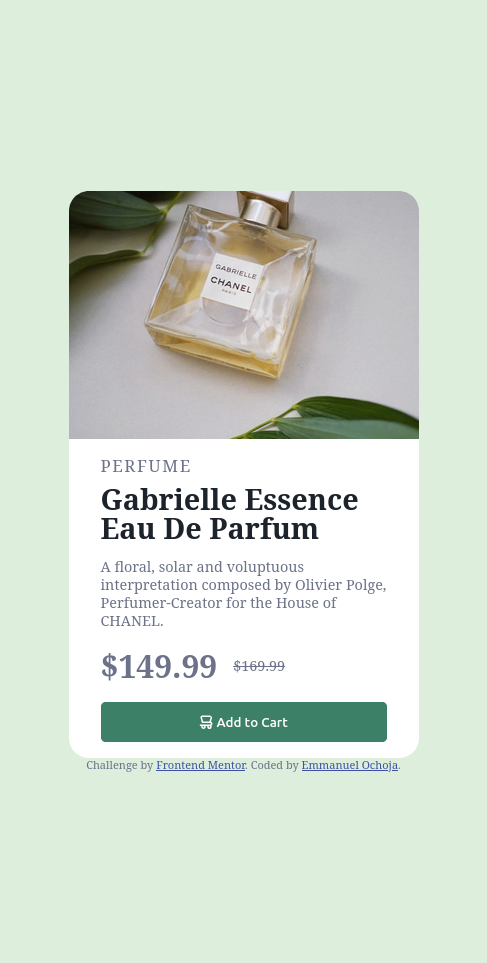 GABRIELLE
CHANEL
PARIS
PERFUME
Gabrielle Essence
Eau De Parfum
A floral, solar and voluptuous
interpretation composed by Olivier Polge,
Perfumer-Creator for the House of
CHANEL.
$149.99 $169.99
Add to Cart
Challenge by Frontend Mentor. Coded by Emmanuel Ochoja.